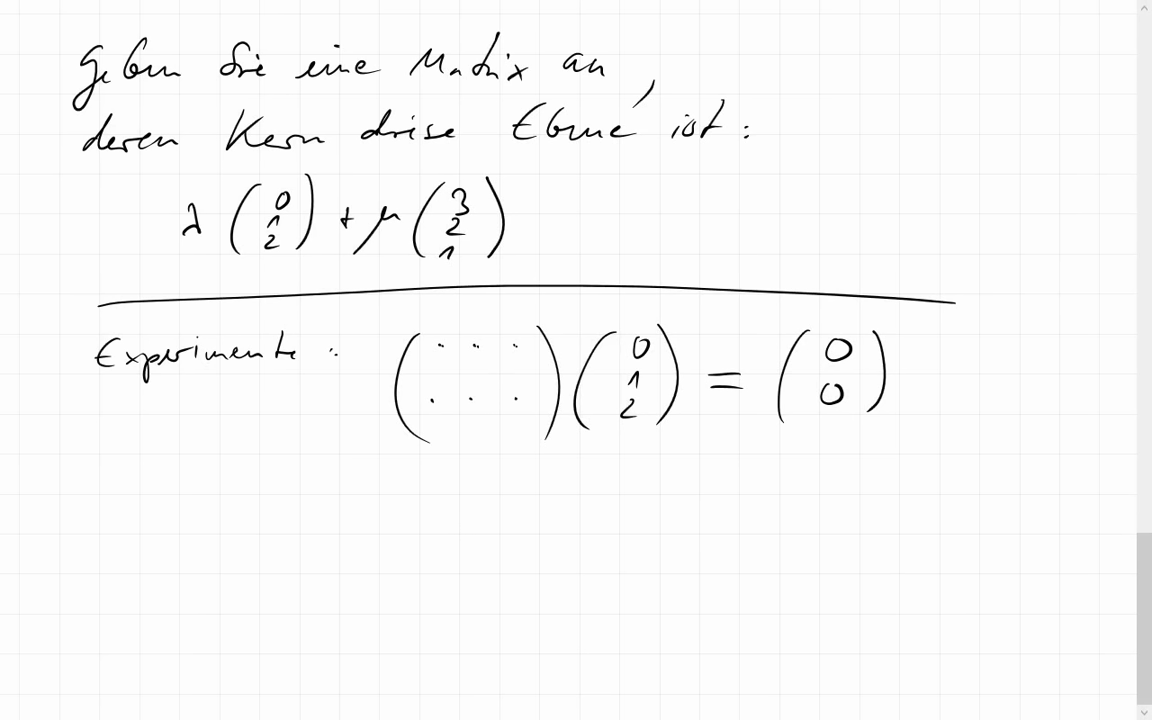 Geben Sie eine Matrix an,
deren Kern diese Ebene ist:
λ (0 1 2) + μ (3 2 1)
Experimente: (· · · / · · ·) (0 1 2) = (0 0)